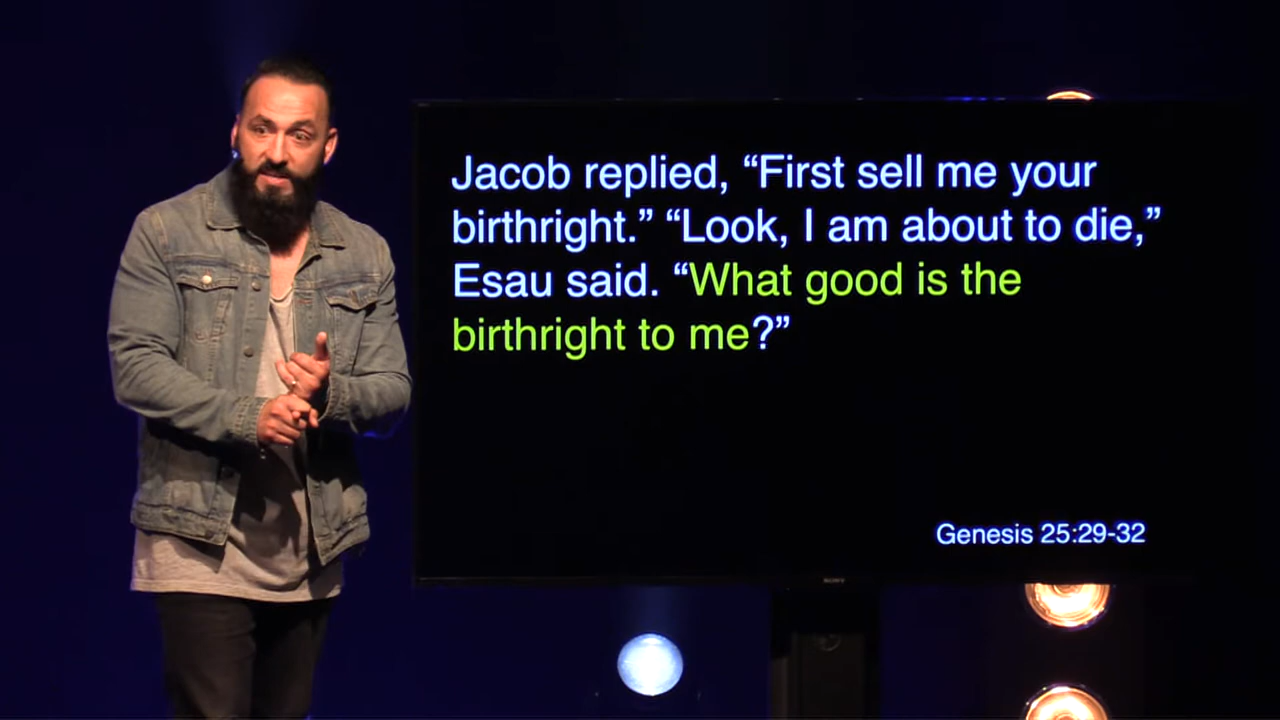 Jacob replied, “First sell me your
birthright.” “Look, I am about to die,”
Esau said. “What good is the
birthright to me?”
Genesis 25:29-32
SONY